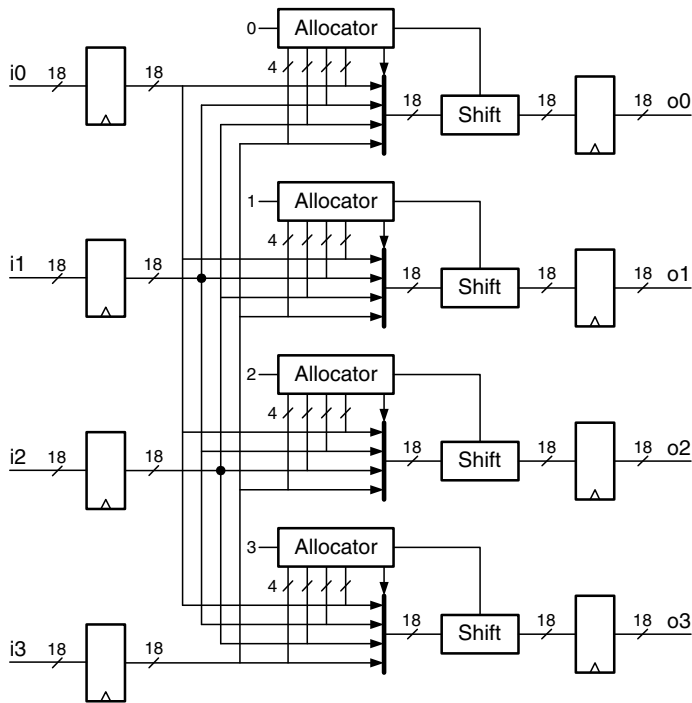 0 Allocator
4
i0 18 18 18 Shift 18 18 o0
1 Allocator
4
i1 18 18 18 Shift 18 18 o1
2 Allocator
4
i2 18 18 18 Shift 18 18 o2
3 Allocator
4
i3 18 18 18 Shift 18 18 o3